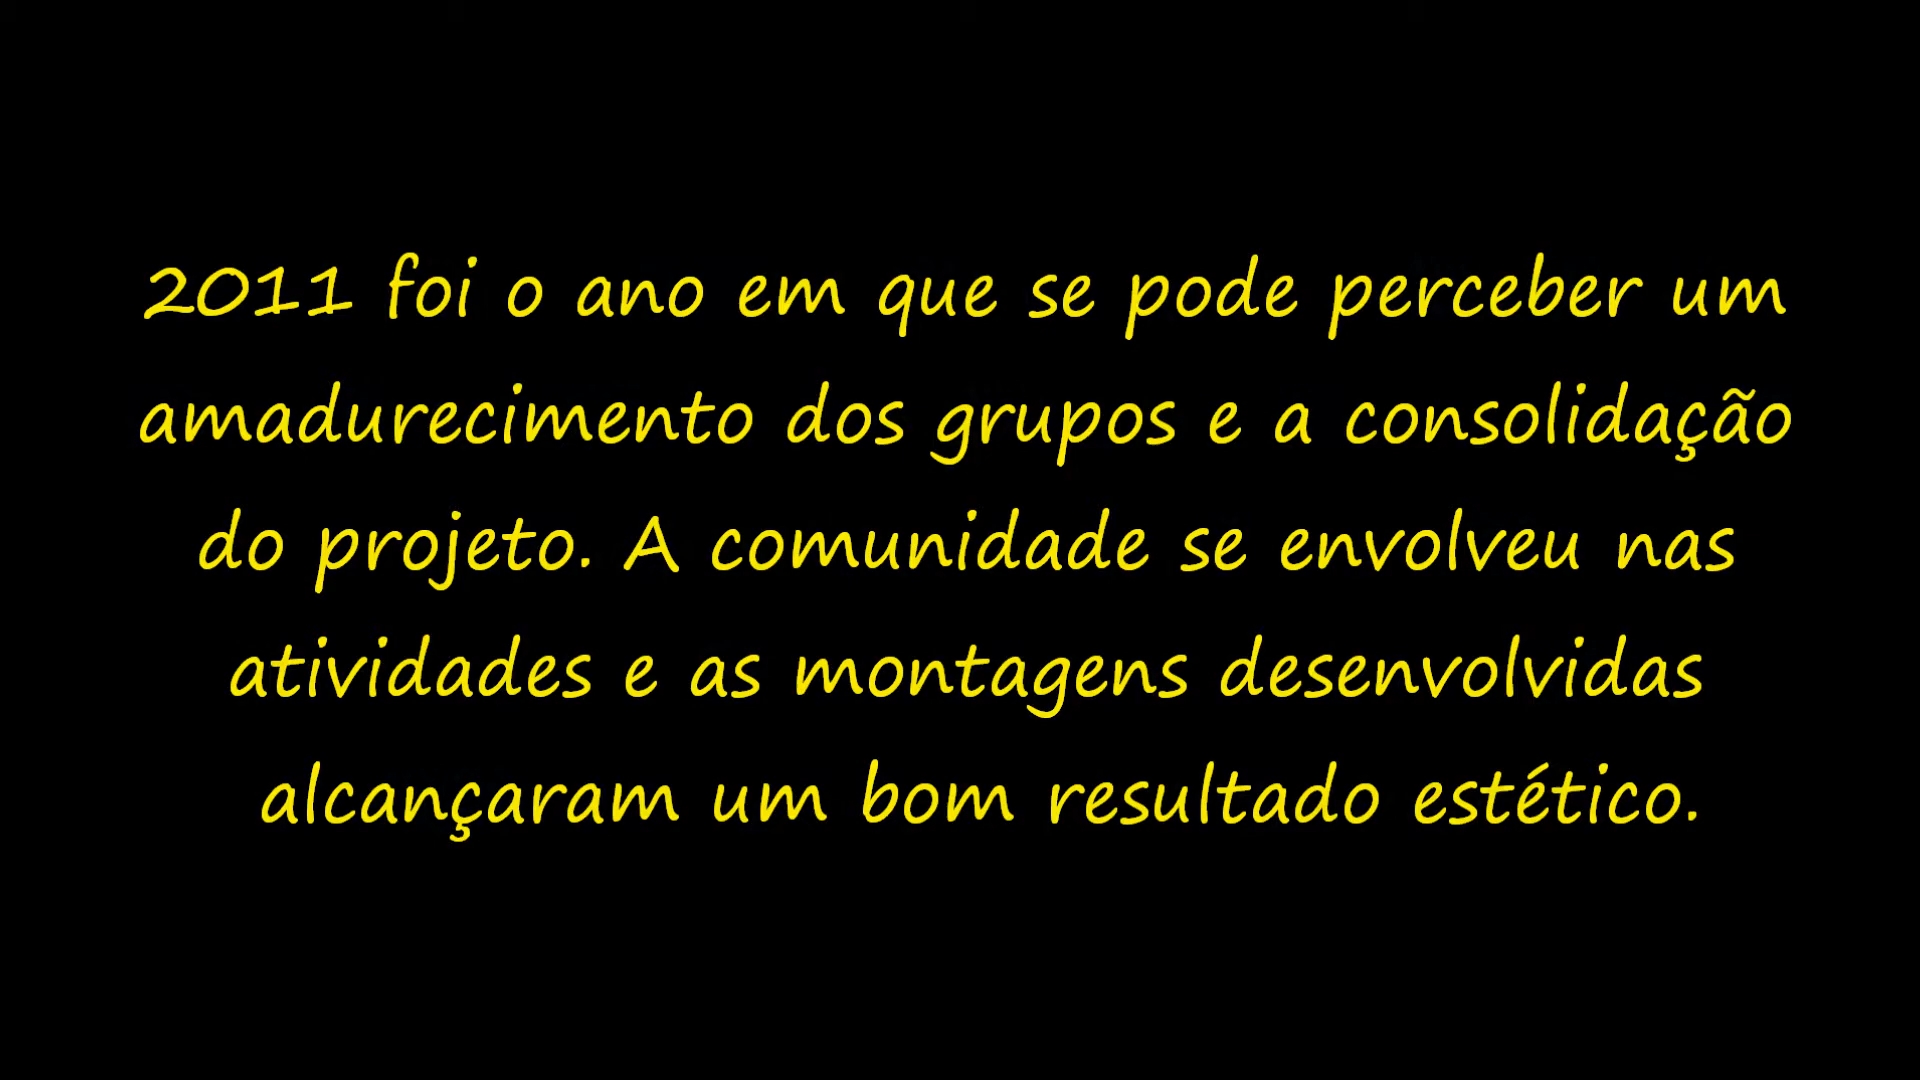 2011 foi o ano em que se pode perceber um
amadurecimento dos grupos e a consolidação
do projeto. A comunidade se envolveu nas
atividades e as montagens desenvolvidas
alcançaram um bom resultado estético.